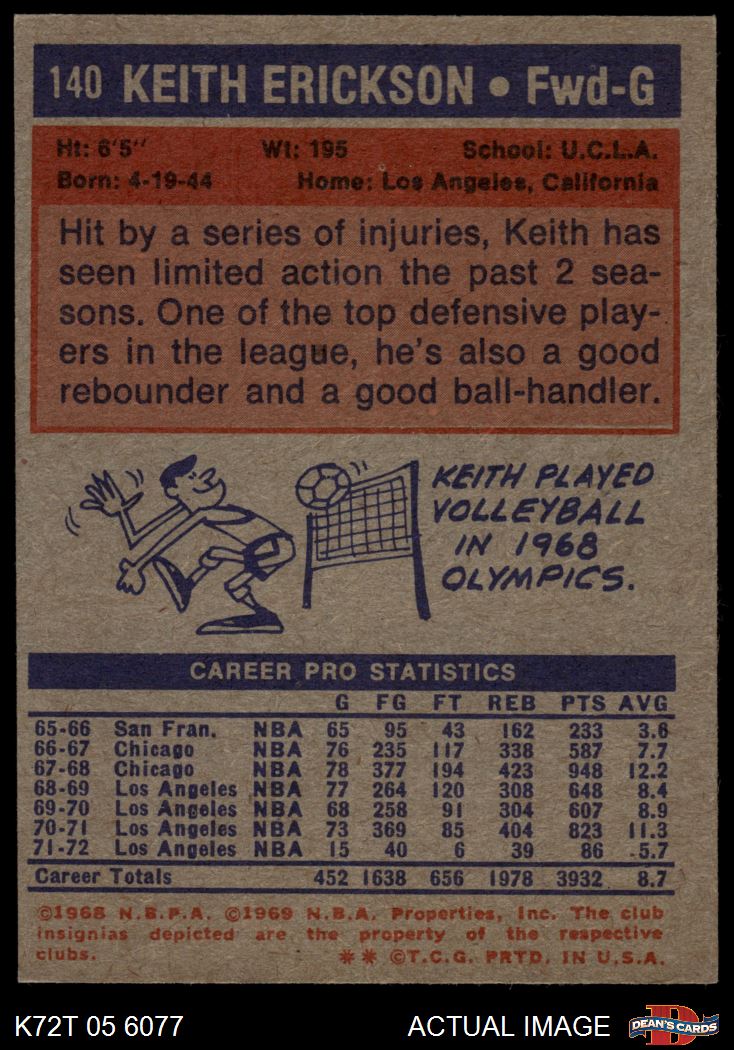 140 KEITH ERICKSON • Fwd-G
Ht: 6'5" Wt: 195 School: U.C.L.A.
Born: 4-19-44 Home: Los Angeles, California
Hit by a series of injuries, Keith has
seen limited action the past 2 sea-
sons. One of the top defensive play-
ers in the league, he's also a good
rebounder and a good ball-handler.
KEITH PLAYED
VOLLEYBALL
IN 1968
OLYMPICS.
CAREER PRO STATISTICS
G FG FT REB PTS AVG
65-66 San Fran. NBA 65 95 43 162 233 3.6
66-67 Chicago NBA 76 235 117 338 587 7.7
67-68 Chicago NBA 78 377 194 423 948 12.2
68-69 Los Angeles NBA 77 264 120 308 648 8.4
69-70 Los Angeles NBA 68 258 91 304 607 8.9
70-71 Los Angeles NBA 73 369 85 404 823 11.3
71-72 Los Angeles NBA 15 40 6 39 86 5.7
Career Totals 452 1638 656 1978 3932 8.7
©1968 N.B.P.A. ©1969 N.B.A. Properties, Inc. The club
insignias depicted are the property of the respective
clubs. ** ©T.C.G. PRTD. IN U.S.A.
K72T 05 6077 ACTUAL IMAGE DEAN'S CARDS